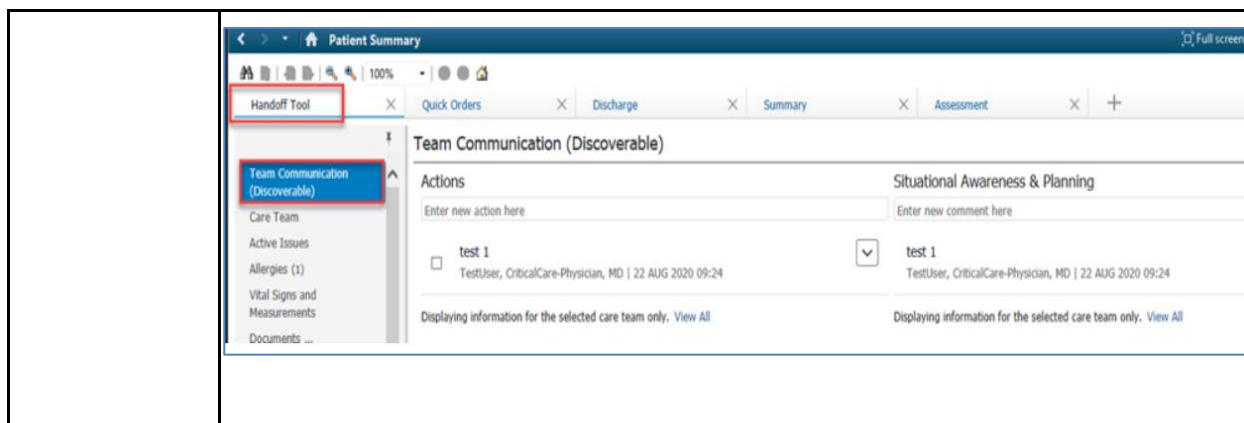 Patient Summary
Full screen
100%
Handoff Tool
Quick Orders
Discharge
Summary
Assessment
Team Communication
(Discoverable)
Care Team
Active Issues
Allergies (1)
Vital Signs and
Measurements
Documents ...
Team Communication (Discoverable)
Actions
Enter new action here
test 1
TestUser, CriticalCare-Physician, MD | 22 AUG 2020 09:24
Displaying information for the selected care team only. View All
Situational Awareness & Planning
Enter new comment here
test 1
TestUser, CriticalCare-Physician, MD | 22 AUG 2020 09:24
Displaying information for the selected care team only. View All